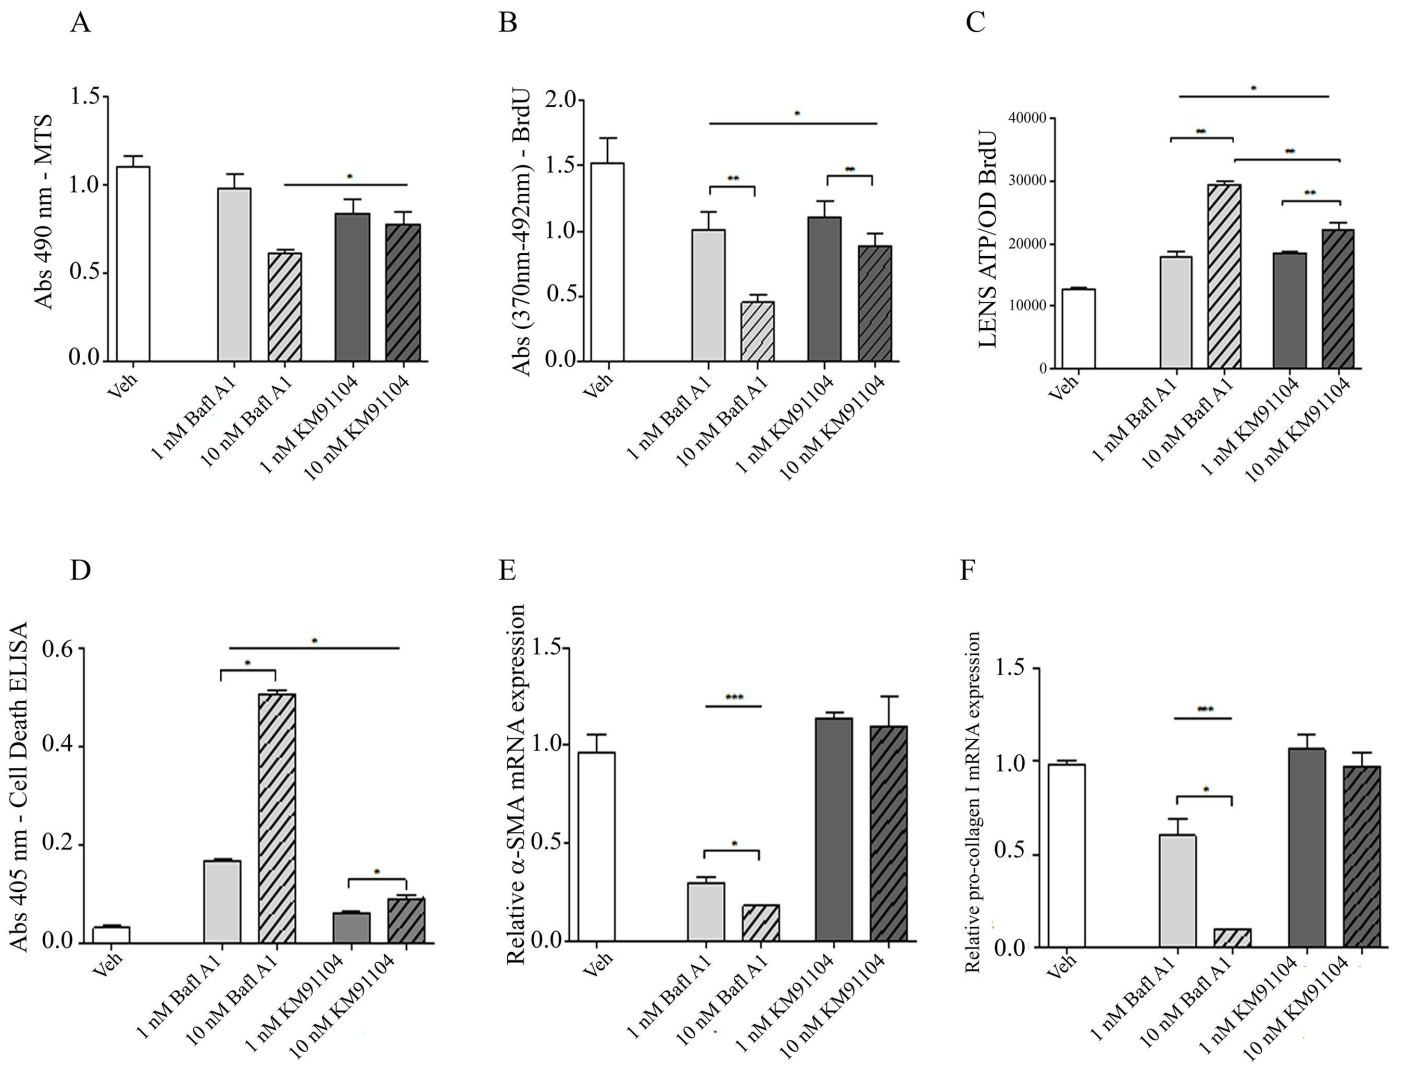 A
Abs 490 nm - MTS
1.5
1.0
0.5
0.0
*
Veh
1 nM Bafl A1
10 nM Bafl A1
1 nM KM91104
10 nM KM91104
B
Abs (370nm-492nm) - BrdU
2.0
1.5
1.0
0.5
0.0
*
**
**
Veh
1 nM Bafl A1
10 nM Bafl A1
1 nM KM91104
10 nM KM91104
C
LENS ATP/OD BrdU
40000
30000
20000
10000
0
*
**
**
**
Veh
1 nM Bafl A1
10 nM Bafl A1
1 nM KM91104
10 nM KM91104
D
Abs 405 nm - Cell Death ELISA
0.6
0.4
0.2
0.0
*
*
*
Veh
1 nM Bafl A1
10 nM Bafl A1
1 nM KM91104
10 nM KM91104
E
Relative α-SMA mRNA expression
1.5
1.0
0.5
0.0
***
*
Veh
1 nM Bafl A1
10 nM Bafl A1
1 nM KM91104
10 nM KM91104
F
Relative pro-collagen I mRNA expression
1.5
1.0
0.5
0.0
***
*
Veh
1 nM Bafl A1
10 nM Bafl A1
1 nM KM91104
10 nM KM91104